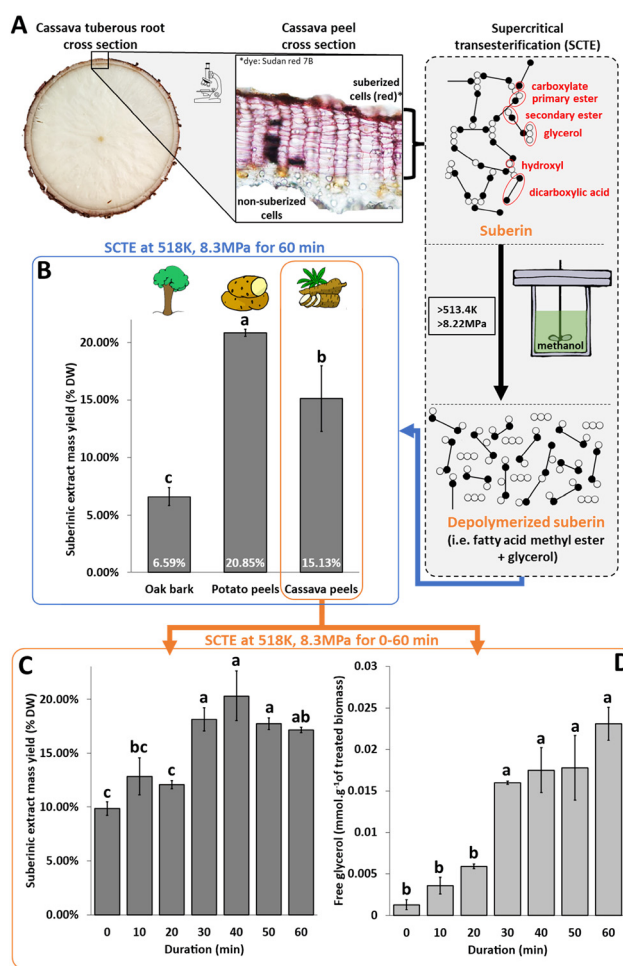 A
Cassava tuberous root
cross section
Cassava peel
cross section
*dye: Sudan red 7B
suberized
cells (red)*
non-suberized
cells
Supercritical
transesterification (SCTE)
carboxylate
primary ester
secondary ester
glycerol
hydroxyl
dicarboxylic acid
Suberin
>513.4K
>8.22MPa
methanol
Depolymerized suberin
(i.e. fatty acid methyl ester
+ glycerol)
SCTE at 518K, 8.3MPa for 60 min
B
Suberinic extract mass yield (% DW)
20.00%
15.00%
10.00%
5.00%
0.00%
c
a
b
6.59%
20.85%
15.13%
Oak bark
Potato peels
Cassava peels
SCTE at 518K, 8.3MPa for 0-60 min
C
Suberinic extract mass yield (% DW)
20.00%
15.00%
10.00%
5.00%
0.00%
c
bc
c
a
a
a
ab
0 10 20 30 40 50 60
Duration (min)
D
Free glycerol (mmol.g⁻¹of treated biomass)
0.03
0.025
0.02
0.015
0.01
0.005
0
b
b
b
a
a
a
a
0 10 20 30 40 50 60
Duration (min)